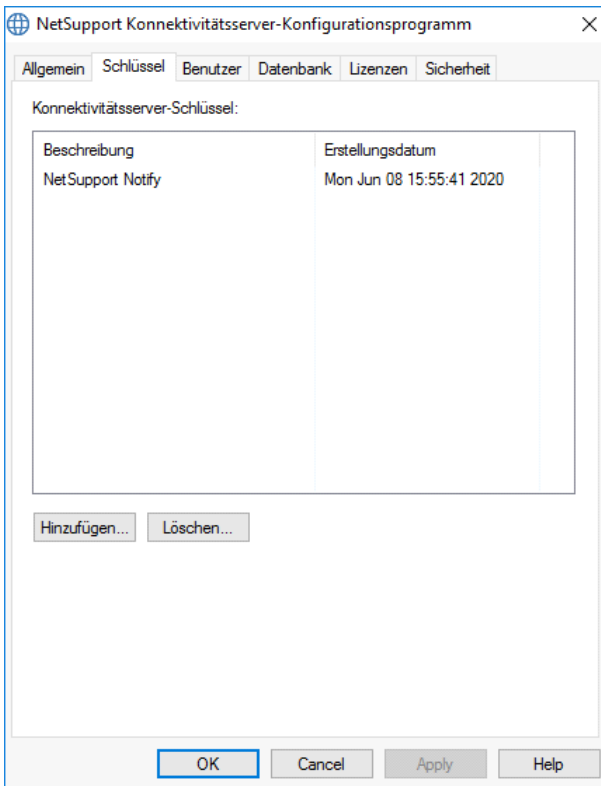 NetSupport Konnektivitätsserver-Konfigurationsprogramm
Allgemein Schlüssel Benutzer Datenbank Lizenzen Sicherheit
Konnektivitätsserver-Schlüssel:
Beschreibung Erstellungsdatum
NetSupport Notify Mon Jun 08 15:55:41 2020
Hinzufügen... Löschen...
OK Cancel Apply Help